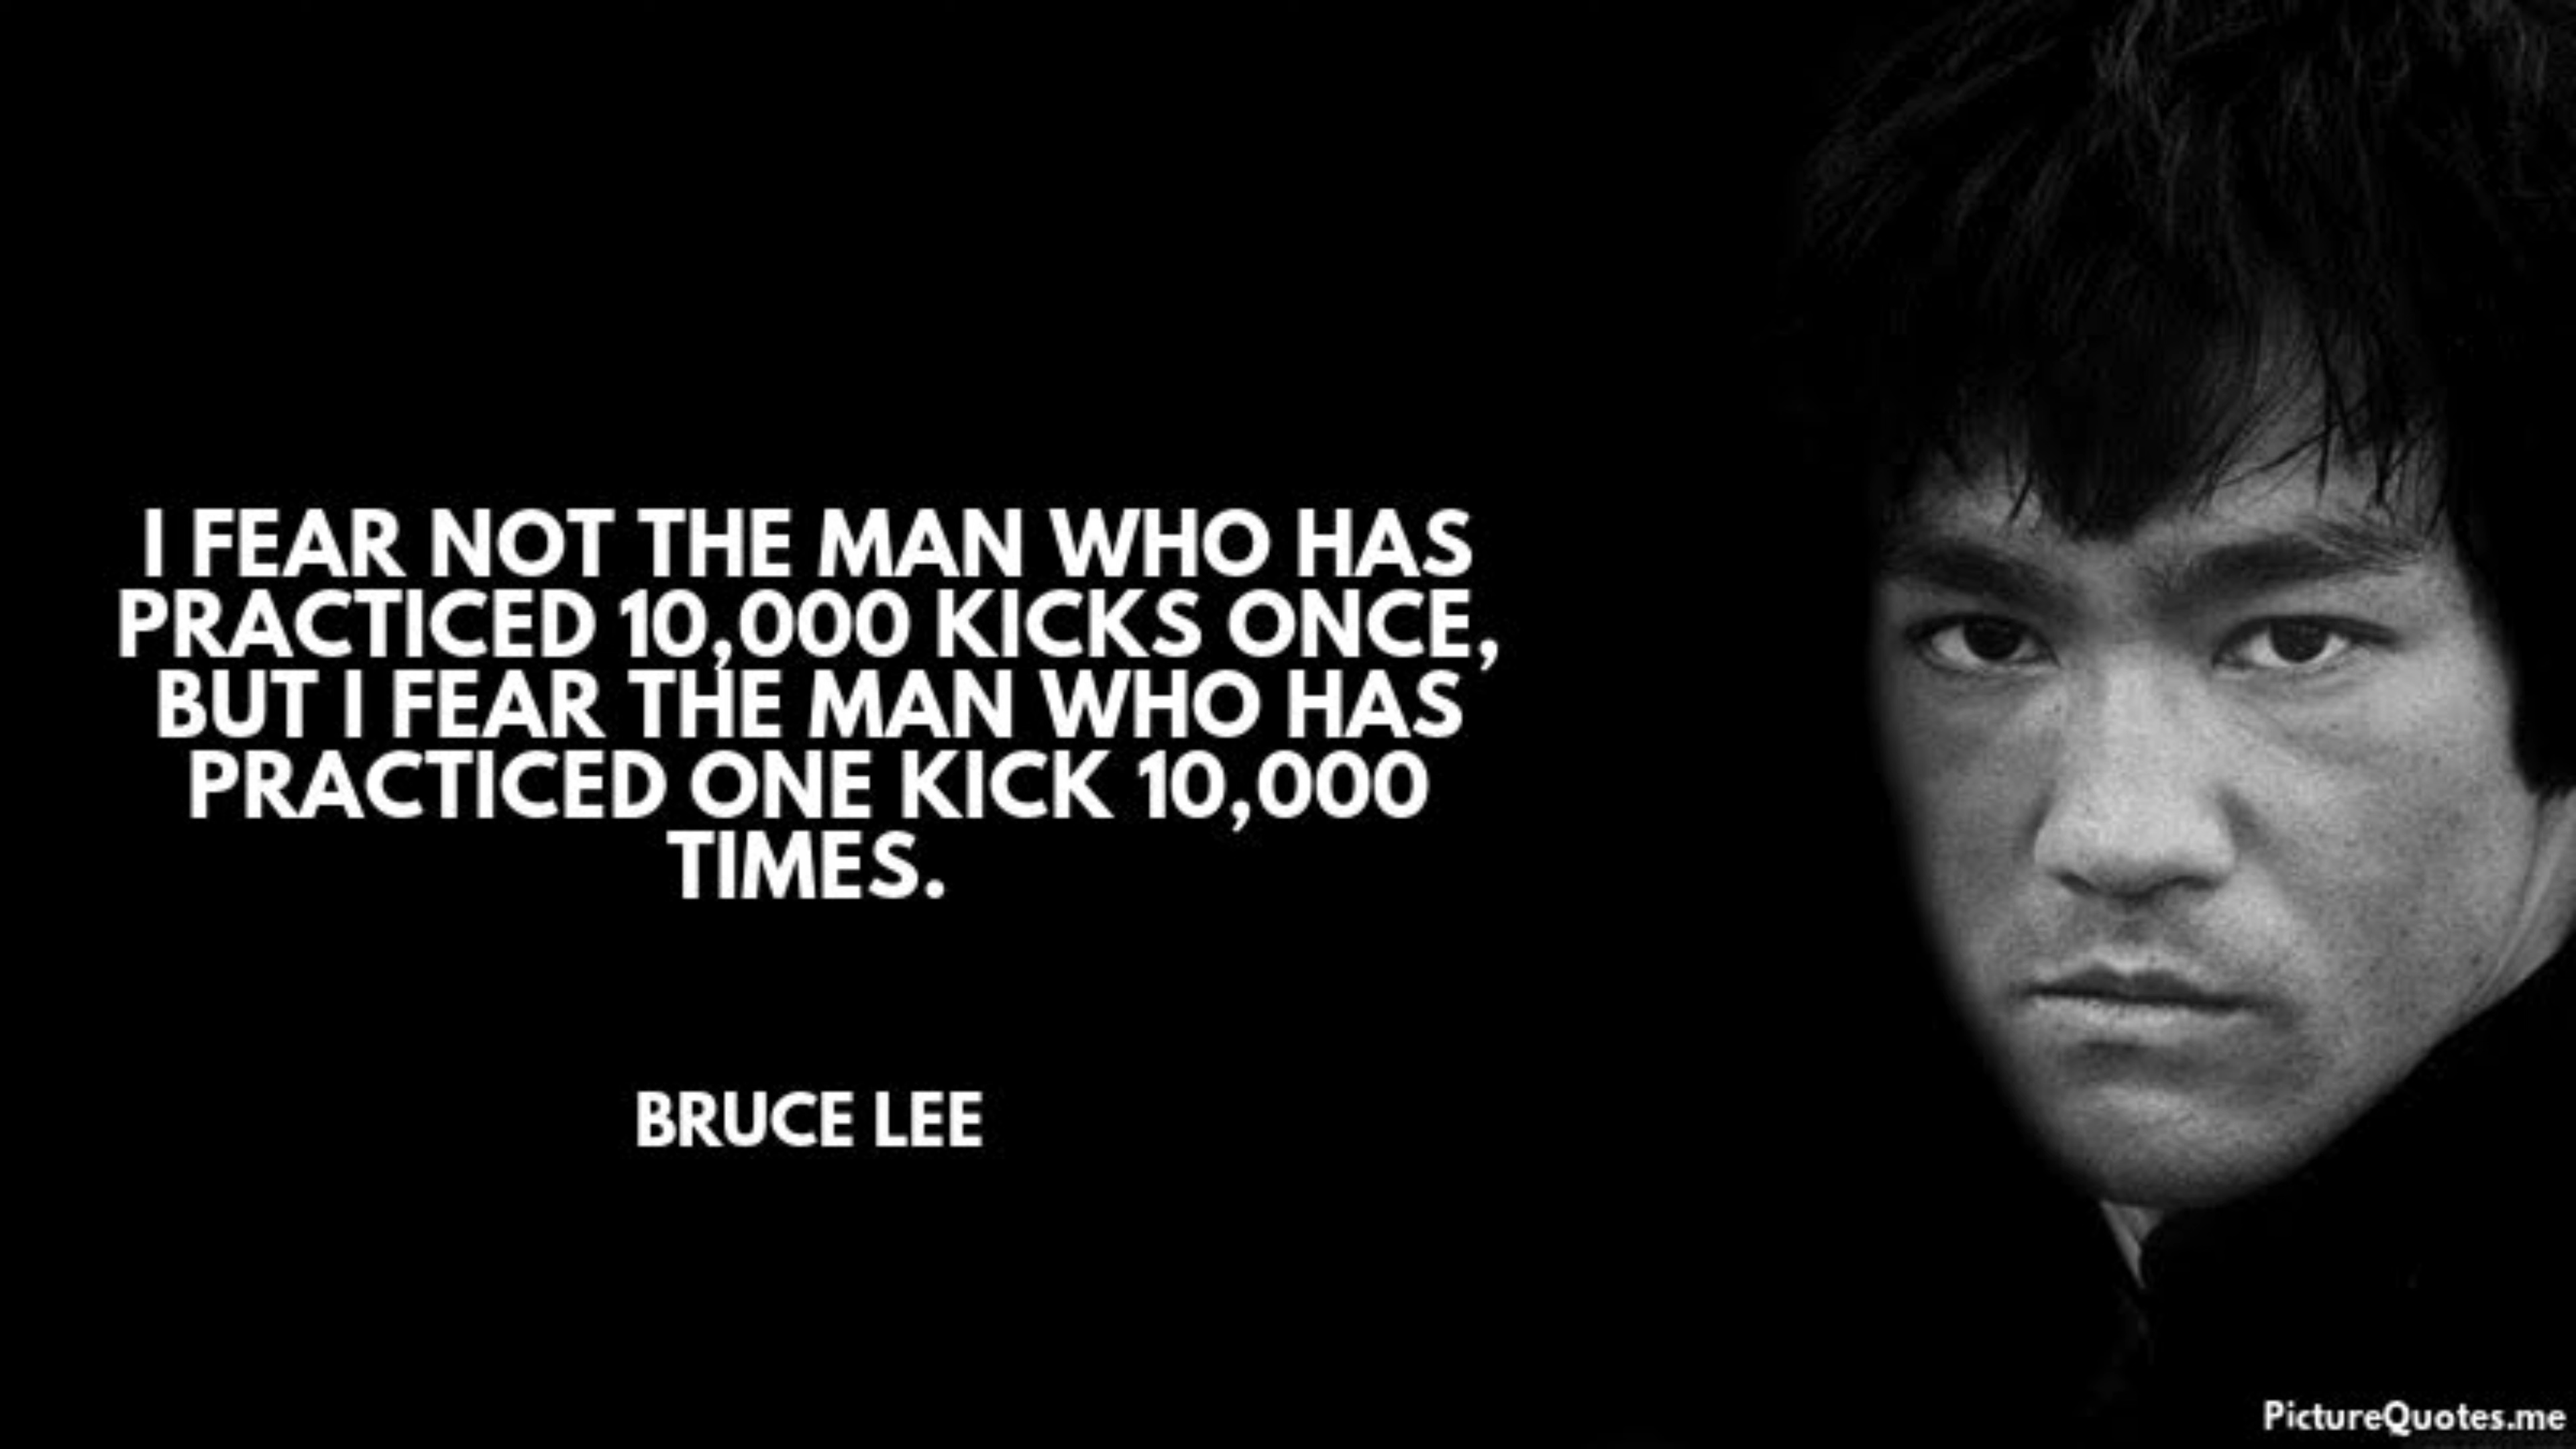 I FEAR NOT THE MAN WHO HAS
PRACTICED 10,000 KICKS ONCE,
BUT I FEAR THE MAN WHO HAS
PRACTICED ONE KICK 10,000
TIMES.
BRUCE LEE
PictureQuotes.me